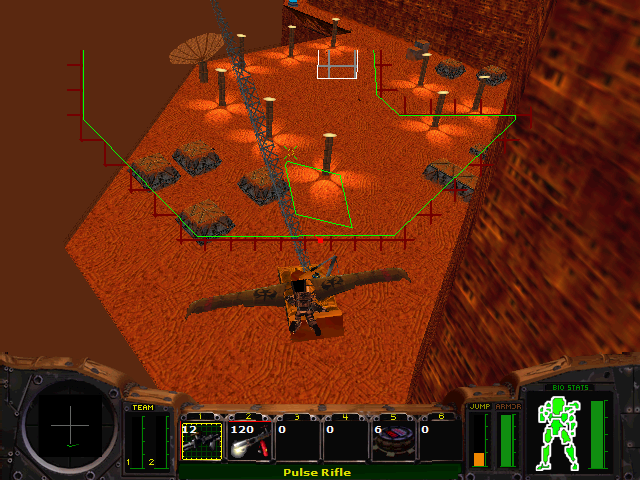 TEAM
1 2
1 2 3 4 5 6
12 120 0 0 6 0
Pulse Rifle
JUMP ARMOR
BIO STATS